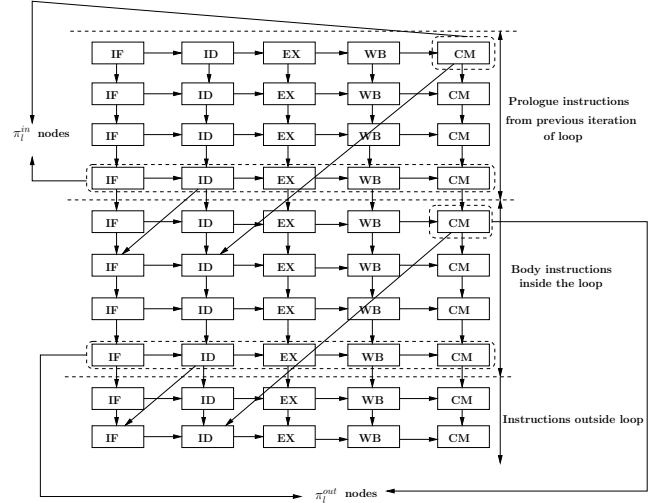 IF ID EX WB CM
IF ID EX WB CM
IF ID EX WB CM
IF ID EX WB CM
IF ID EX WB CM
IF ID EX WB CM
IF ID EX WB CM
IF ID EX WB CM
IF ID EX WB CM
IF ID EX WB CM
π_l^{in} nodes
Prologue instructions
from previous iteration
of loop
Body instructions
inside the loop
Instructions outside loop
π_l^{out} nodes